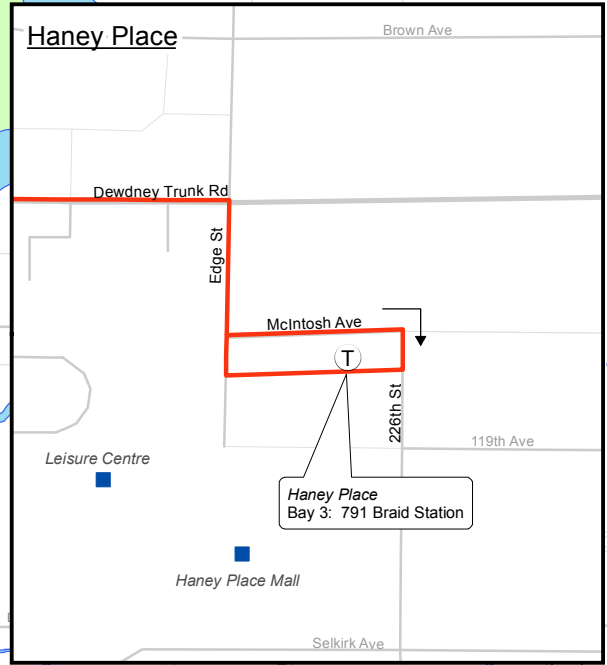 Haney Place
Brown Ave
Dewdney Trunk Rd
Edge St
McIntosh Ave
T
226th St
119th Ave
Leisure Centre
Haney Place
Bay 3: 791 Braid Station
Haney Place Mall
Selkirk Ave